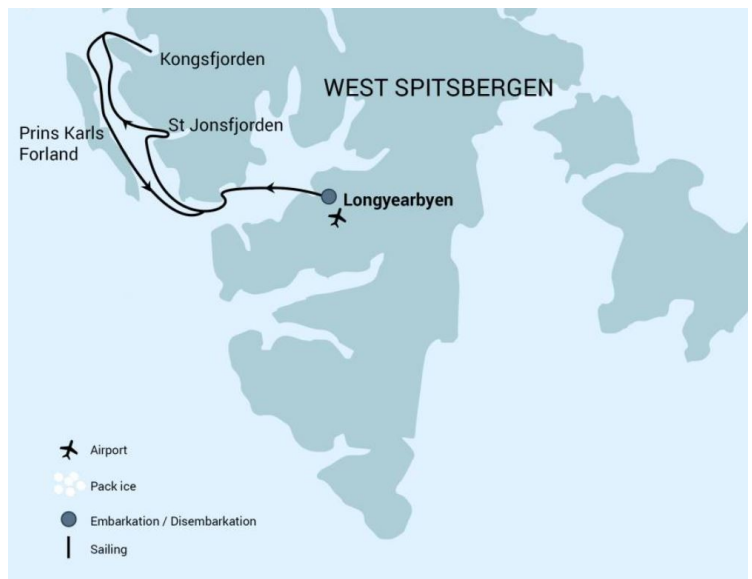 Kongsfjorden
WEST SPITSBERGEN
St Jonsfjorden
Prins Karls
Forland
Longyearbyen
Airport
Pack ice
Embarkation / Disembarkation
Sailing